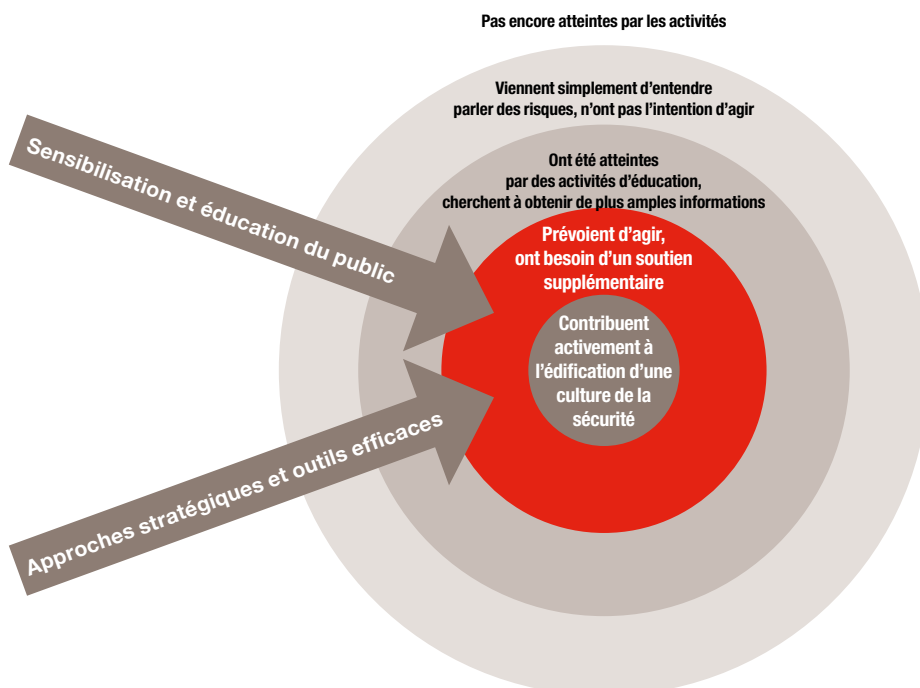 Pas encore atteintes par les activités
Viennent simplement d'entendre
parler des risques, n'ont pas l'intention d'agir
Ont été atteintes
par des activités d'éducation,
cherchent à obtenir de plus amples informations
Prévoient d'agir,
ont besoin d'un soutien
supplémentaire
Contribuent
activement à
l'édification d'une
culture de la
sécurité
Sensibilisation et éducation du public
Approches stratégiques et outils efficaces